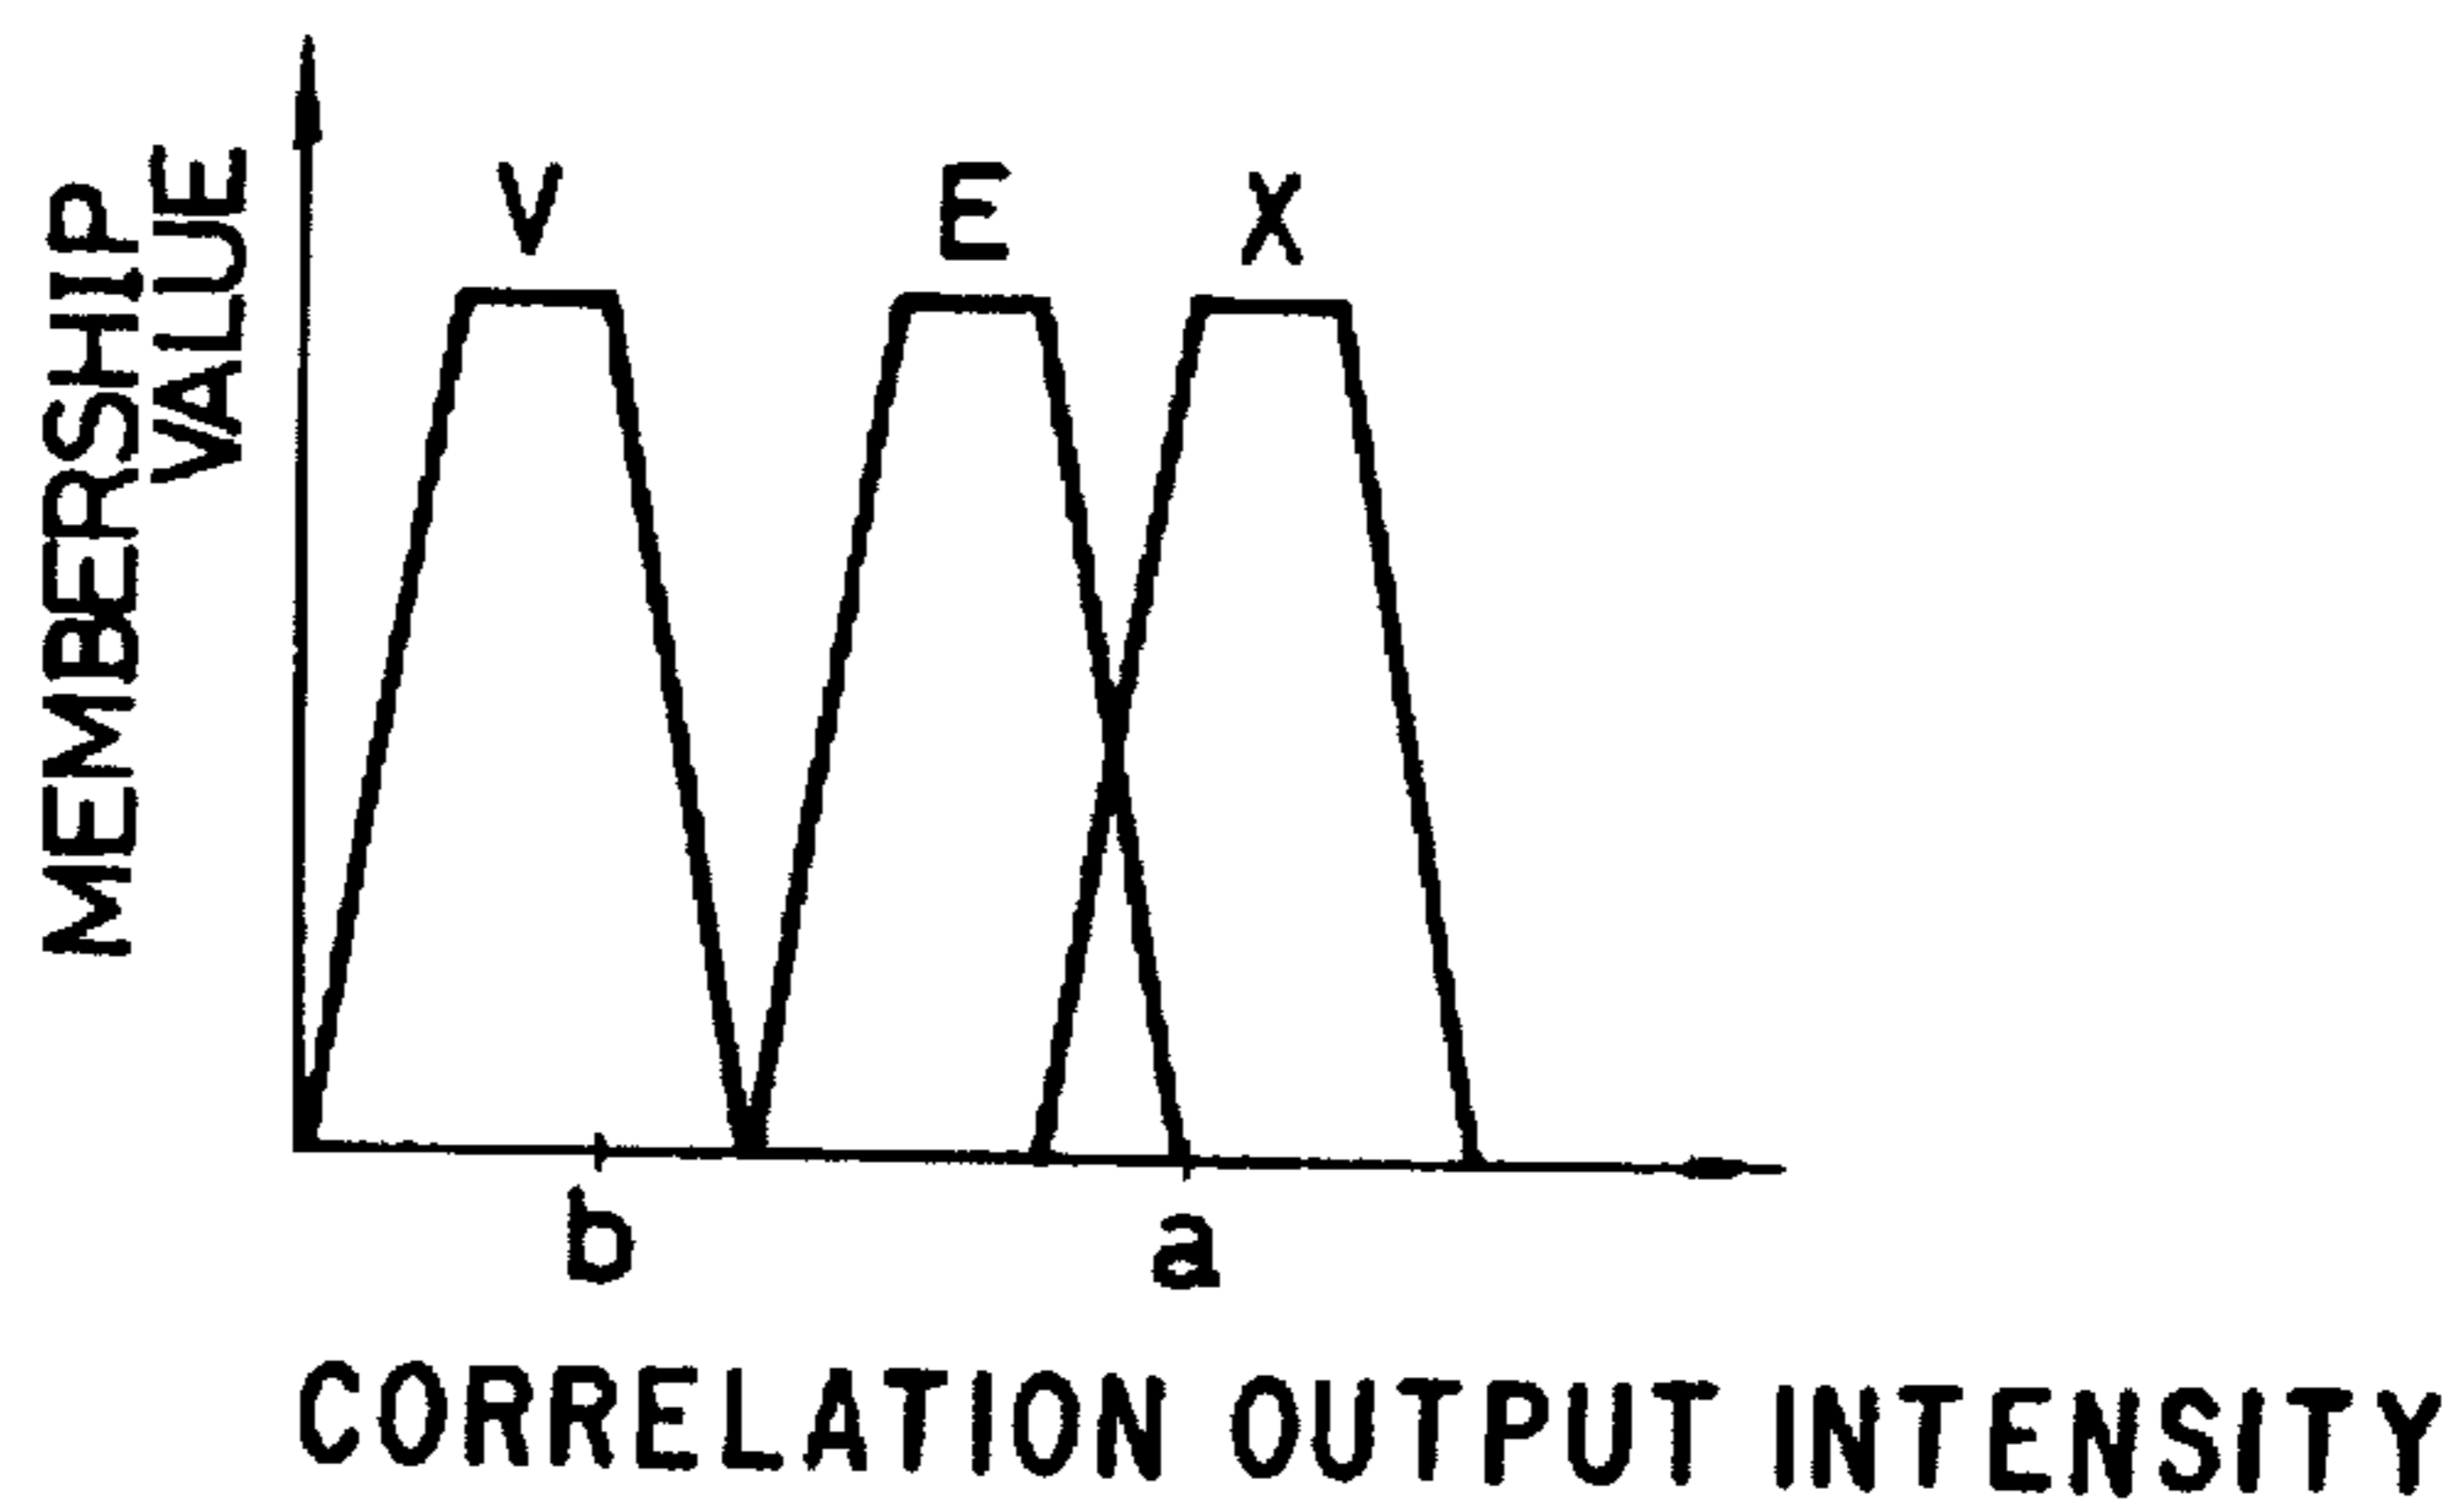 MEMBERSHIP
VALUE
V E X
b a
CORRELATION OUTPUT INTENSITY